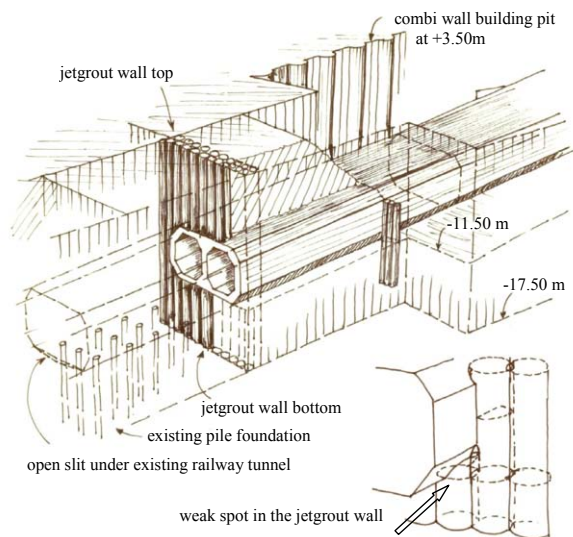 combi wall building pit
at +3.50m
jetgrout wall top
-11.50 m
-17.50 m
jetgrout wall bottom
existing pile foundation
open slit under existing railway tunnel
weak spot in the jetgrout wall